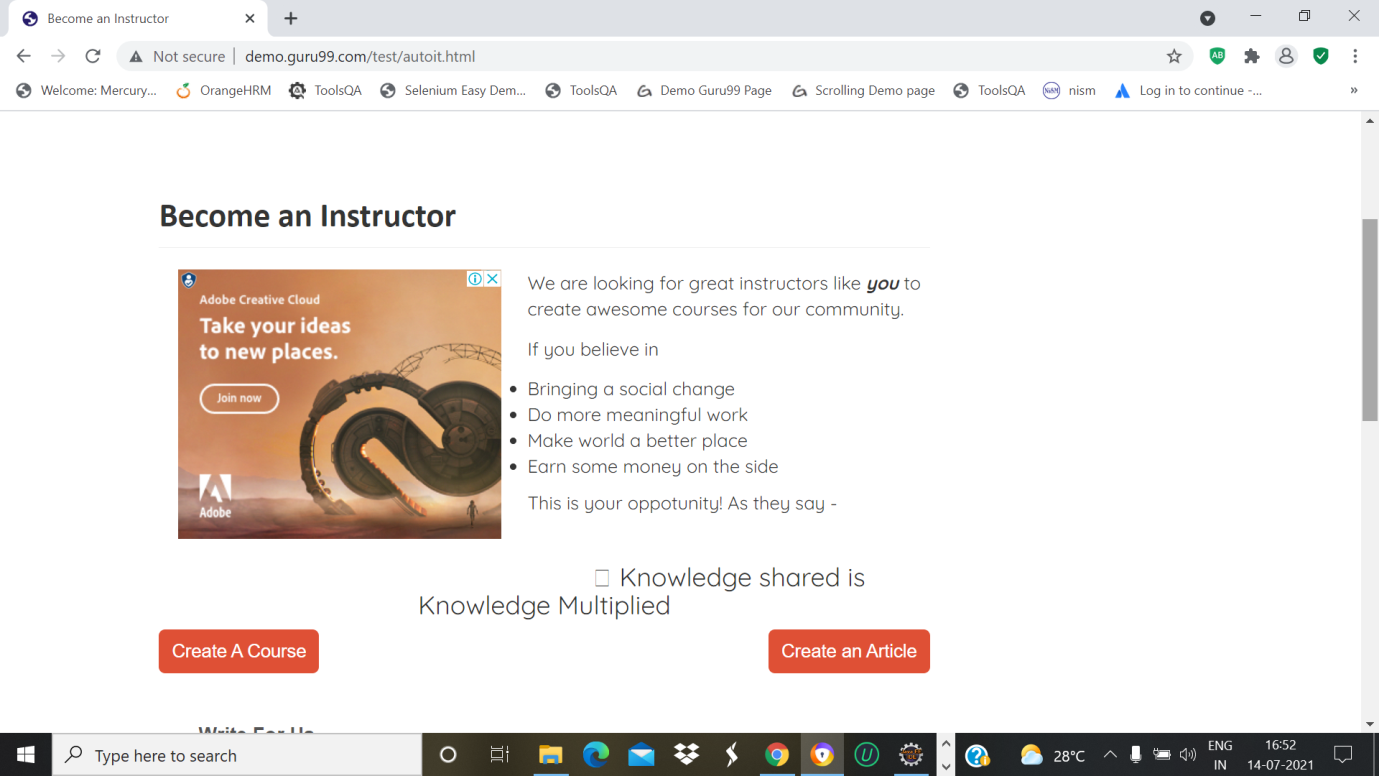 Become an Instructor
Not secure
demo.guru99.com/test/autoit.html
AB
Welcome: Mercury...
OrangeHRM
ToolsQA
Selenium Easy Dem...
ToolsQA
Demo Guru99 Page
Scrolling Demo page
ToolsQA
nism
Log in to continue -...
»
Become an Instructor
Adobe Creative Cloud
Take your ideas
to new places.
Join now
Adobe
We are looking for great instructors like you to
create awesome courses for our community.
If you believe in
Bringing a social change
Do more meaningful work
Make world a better place
Earn some money on the side
This is your oppotunity! As they say -
Knowledge shared is
Knowledge Multiplied
Create A Course
Create an Article
Write For Us
Type here to search
28°C
ENG
IN
16:52
14-07-2021